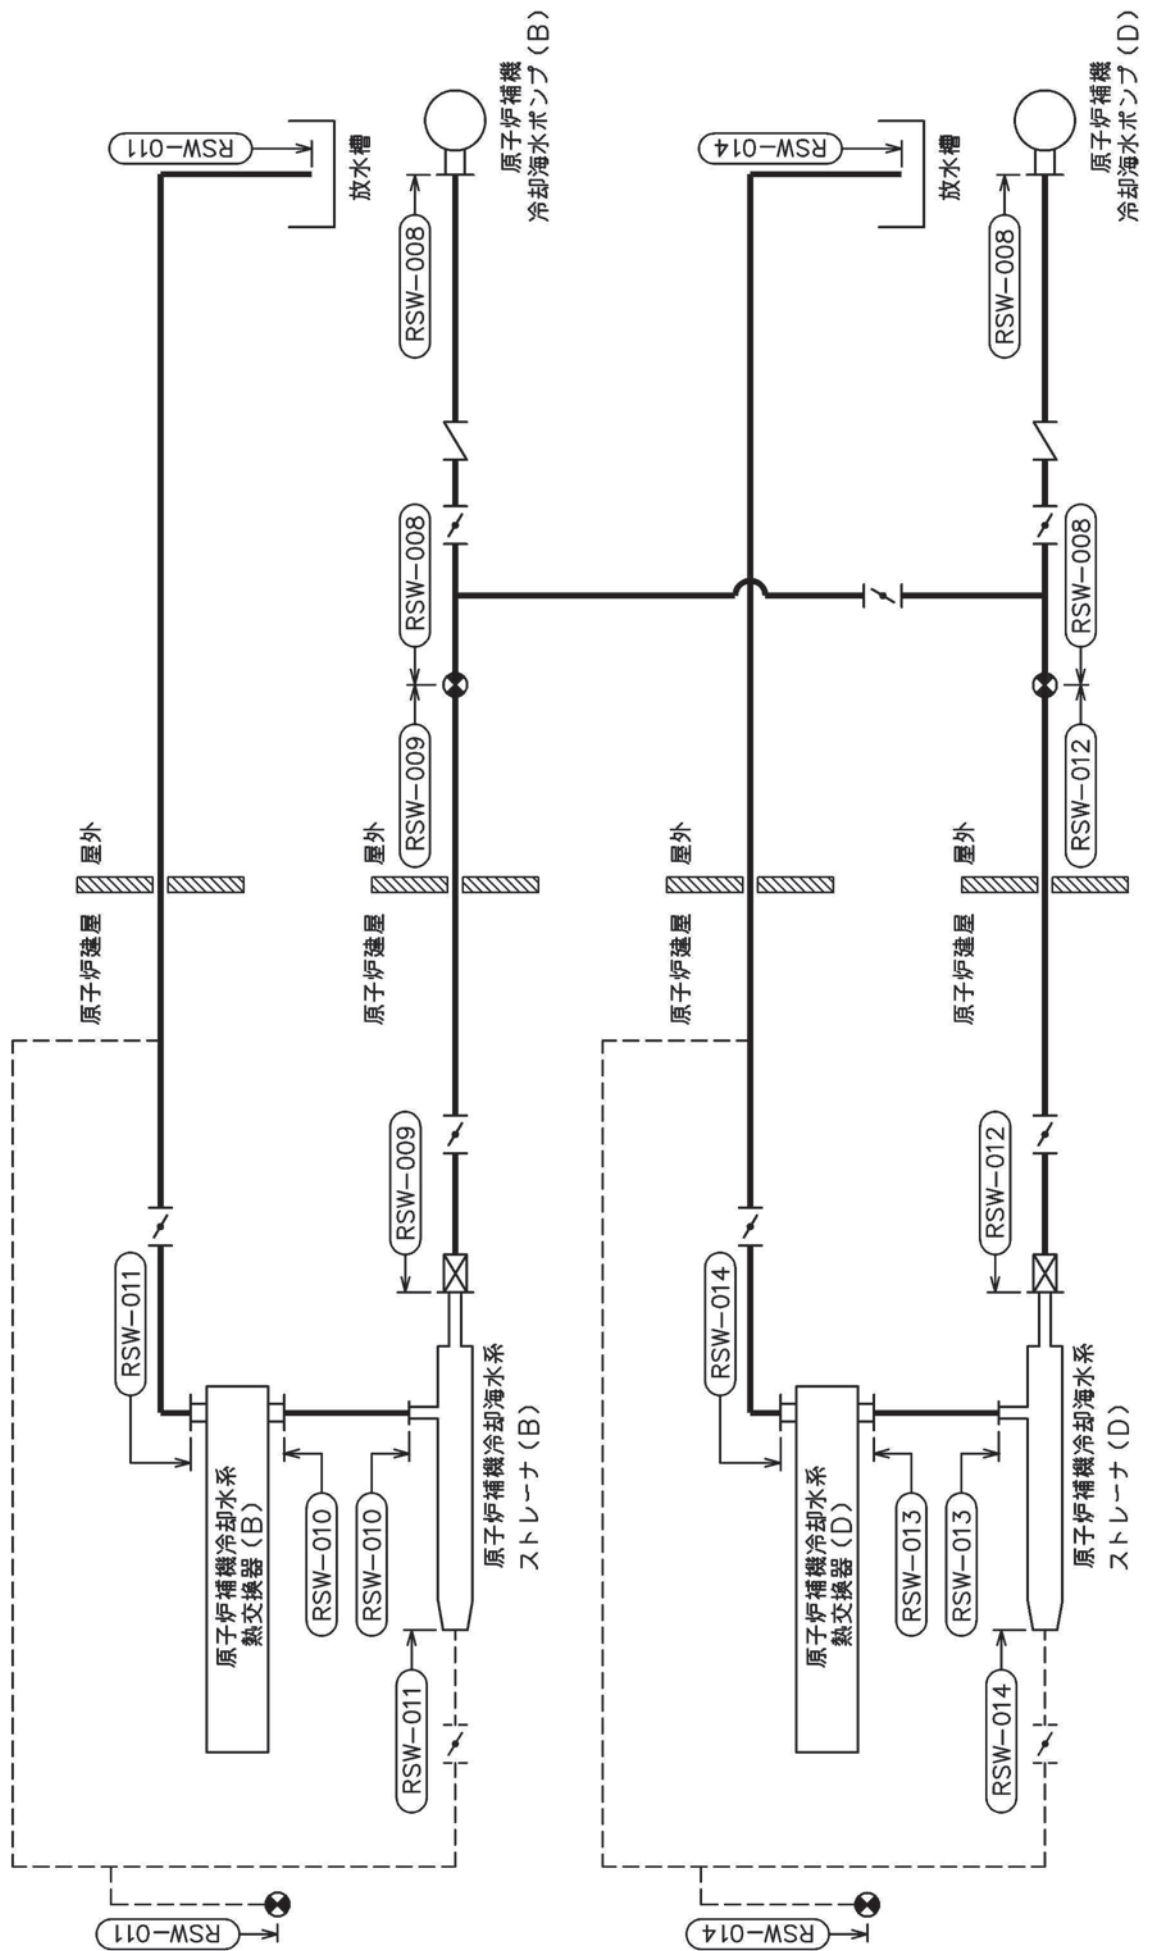 RSW-011
放水槽
RSW-008
原子炉補機
冷却海水ポンプ(B)
RSW-008
RSW-009
屋外
原子炉建屋
屋外
原子炉建屋
RSW-009
RSW-011
原子炉補機冷却水系
熱交換器(B)
RSW-010
RSW-010
原子炉補機冷却海水系
ストレーナ(B)
RSW-011
RSW-011
RSW-014
放水槽
RSW-008
原子炉補機
冷却海水ポンプ(D)
RSW-008
RSW-012
屋外
原子炉建屋
屋外
原子炉建屋
RSW-012
RSW-014
原子炉補機冷却水系
熱交換器(D)
RSW-013
RSW-013
原子炉補機冷却海水系
ストレーナ(D)
RSW-014
RSW-014